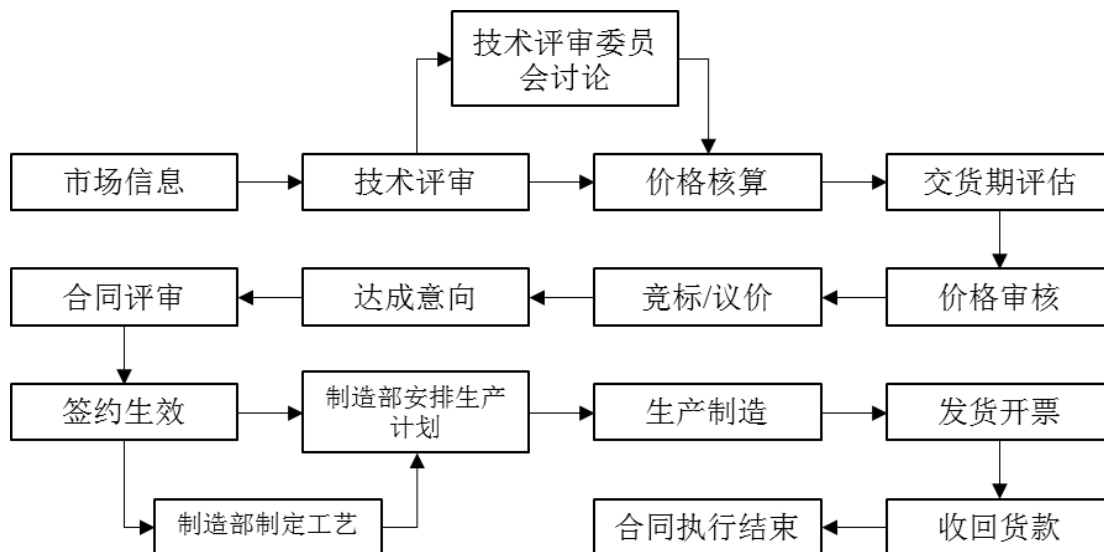 技术评审委员
会讨论
市场信息
技术评审
价格核算
交货期评估
合同评审
达成意向
竞标/议价
价格审核
签约生效
制造部安排生产
计划
生产制造
发货开票
制造部制定工艺
合同执行结束
收回货款